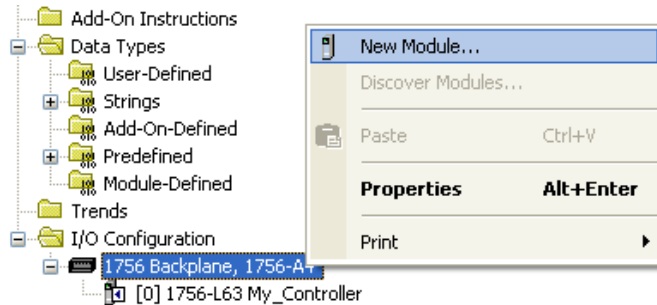 Add-On Instructions
Data Types
User-Defined
Strings
Add-On-Defined
Predefined
Module-Defined
Trends
I/O Configuration
1756 Backplane, 1756-A
[0] 1756-L63 My_Controller
New Module...
Discover Modules...
Paste Ctrl+V
Properties Alt+Enter
Print